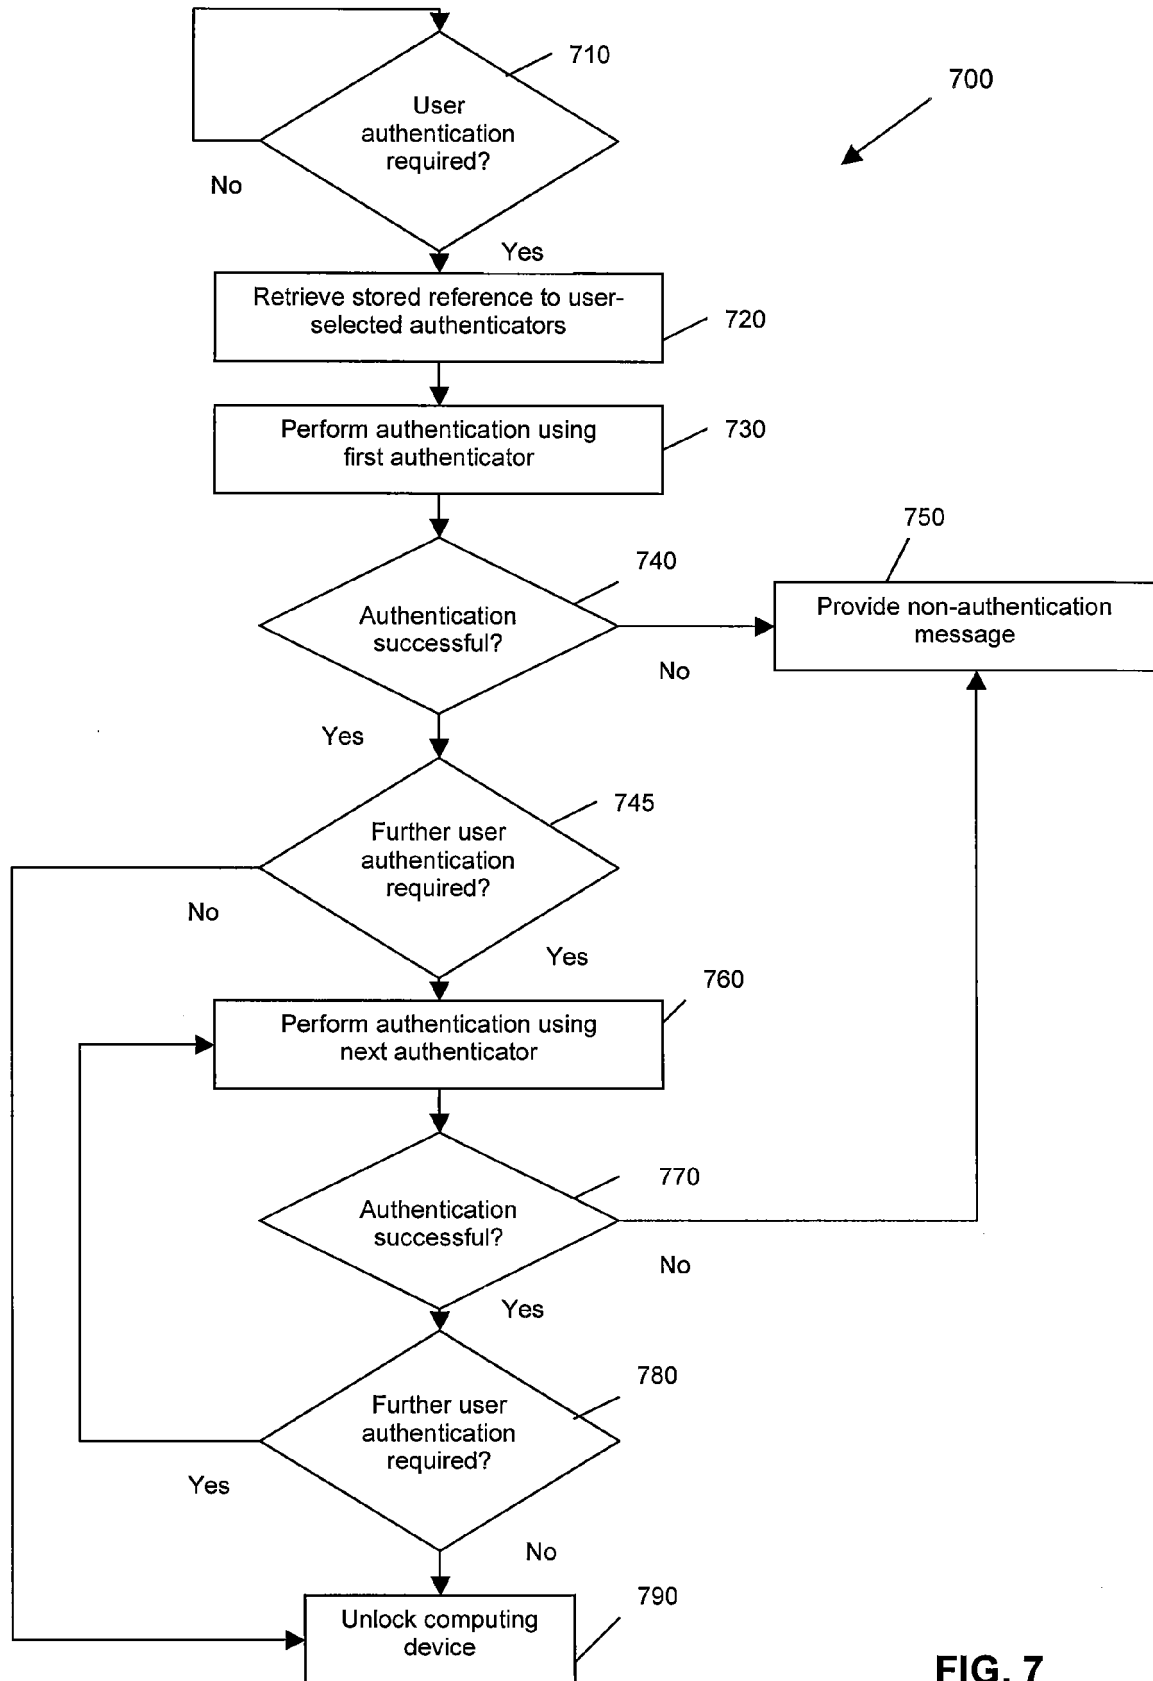 710
700
User
authentication
required?
No
Yes
Retrieve stored reference to user-
selected authenticators
720
Perform authentication using
first authenticator
730
750
740
Provide non-authentication
message
Authentication
successful?
No
Yes
745
Further user
authentication
required?
No
Yes
760
Perform authentication using
next authenticator
770
Authentication
successful?
No
Yes
780
Further user
authentication
required?
Yes
No
790
Unlock computing
device
FIG. 7